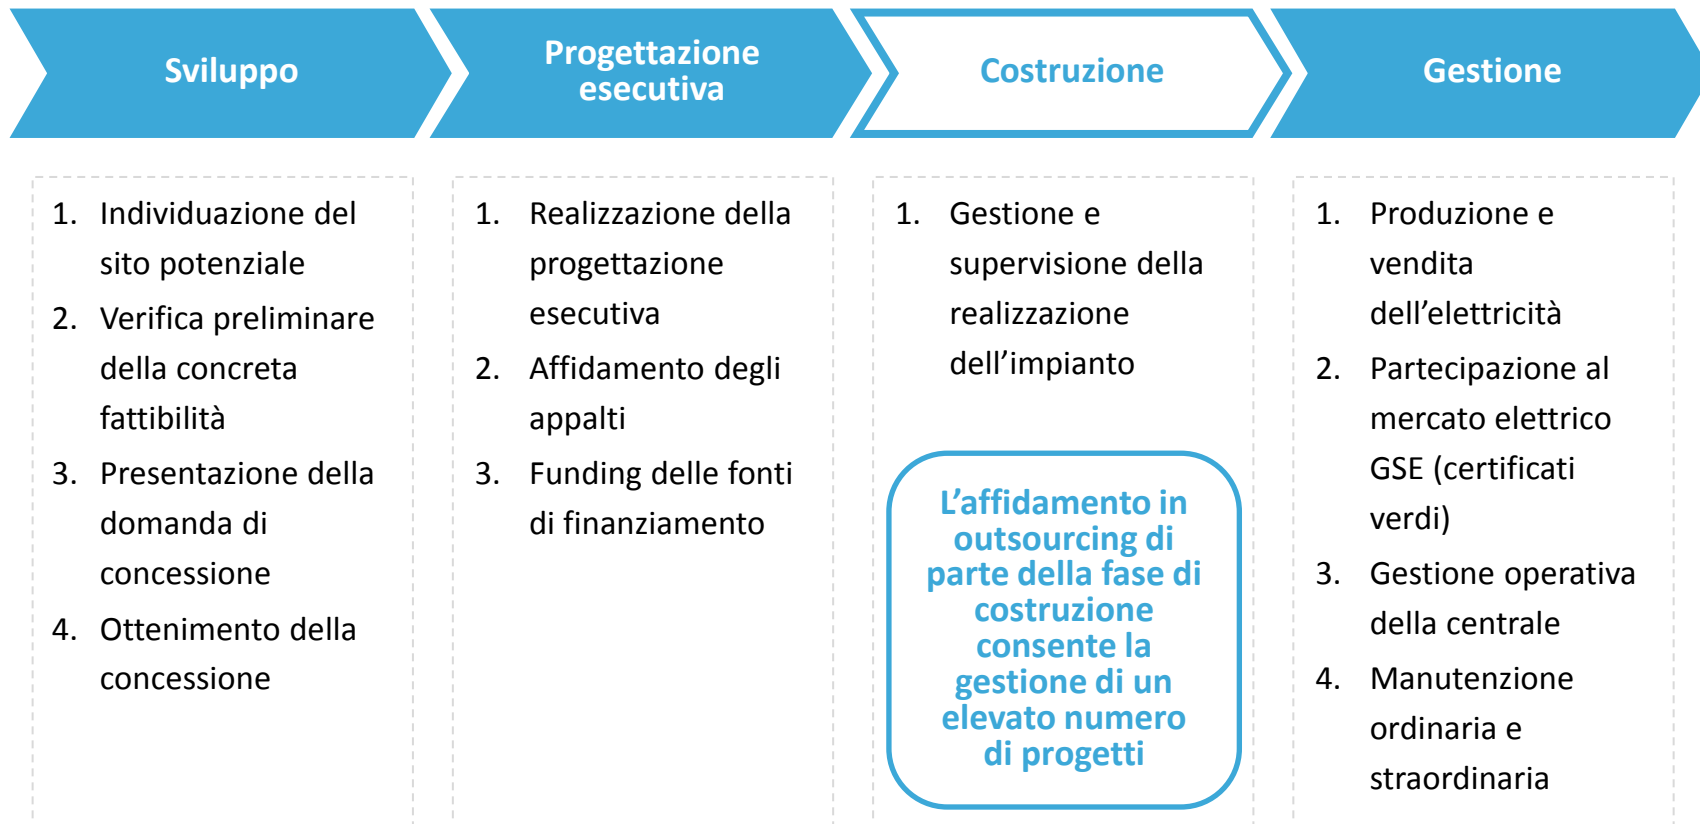 Sviluppo
Progettazione
esecutiva
Costruzione
Gestione
1. Individuazione del
sito potenziale
2. Verifica preliminare
della concreta
fattibilità
3. Presentazione della
domanda di
concessione
4. Ottenimento della
concessione
1. Realizzazione della
progettazione
esecutiva
2. Affidamento degli
appalti
3. Funding delle fonti
di finanziamento
1. Gestione e
supervisione della
realizzazione
dell’impianto
L’affidamento in
outsourcing di
parte della fase di
costruzione
consente la
gestione di un
elevato numero
di progetti
1. Produzione e
vendita
dell’elettricità
2. Partecipazione al
mercato elettrico
GSE (certificati
verdi)
3. Gestione operativa
della centrale
4. Manutenzione
ordinaria e
straordinaria